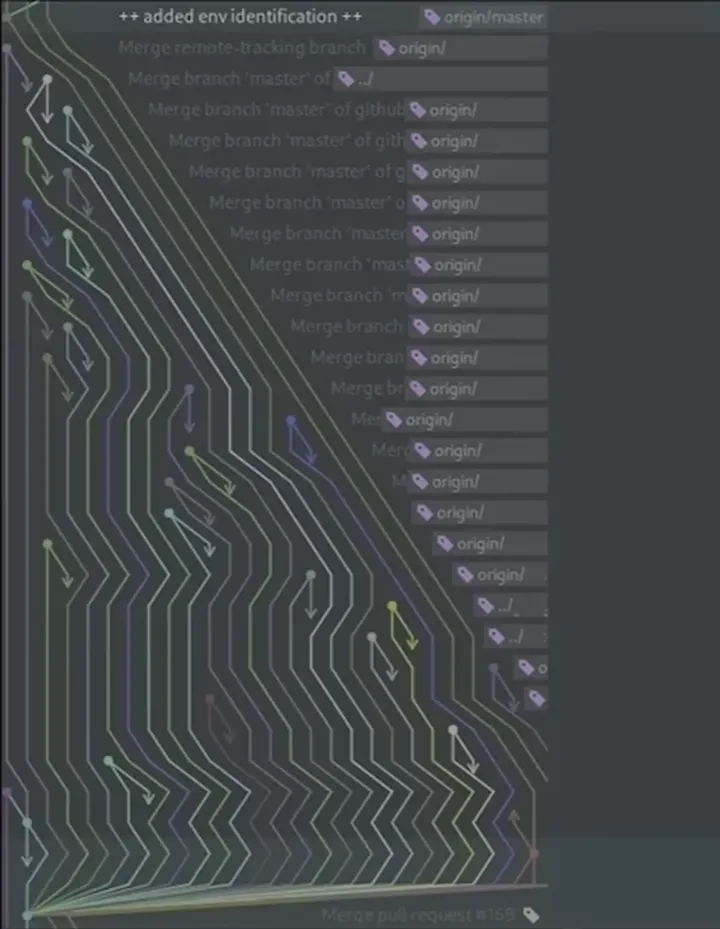 ++ added env identification ++ origin/master
Merge remote-tracking branch origin/
Merge branch 'master' of ../
Merge branch 'master' of github origin/
Merge branch 'master' of gith origin/
Merge branch 'master' of g origin/
Merge branch 'master' o origin/
Merge branch 'master origin/
Merge branch 'mas origin/
Merge branch 'm origin/
Merge branch origin/
Merge bran origin/
Merge br origin/
Mer origin/
Merg origin/
M origin/
origin/
origin/
origin/
../
../
o
Merge pull request #169